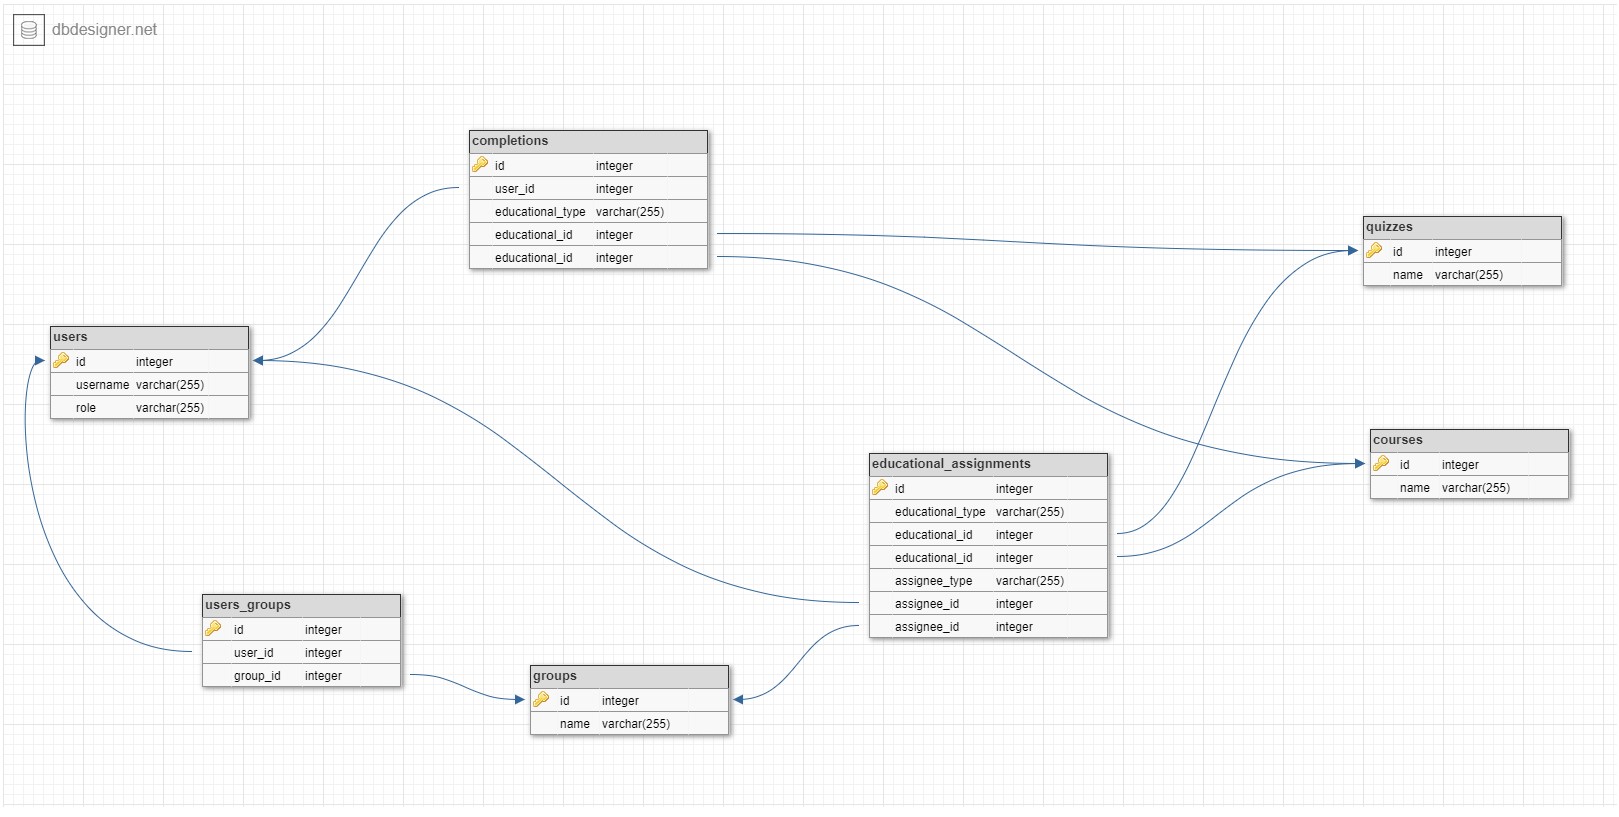 dbdesigner.net
completions
id integer
user_id integer
educational_type varchar(255)
educational_id integer
educational_id integer
quizzes
id integer
name varchar(255)
users
id integer
username varchar(255)
role varchar(255)
courses
id integer
name varchar(255)
educational_assignments
id integer
educational_type varchar(255)
educational_id integer
educational_id integer
assignee_type varchar(255)
assignee_id integer
assignee_id integer
users_groups
id integer
user_id integer
group_id integer
groups
id integer
name varchar(255)